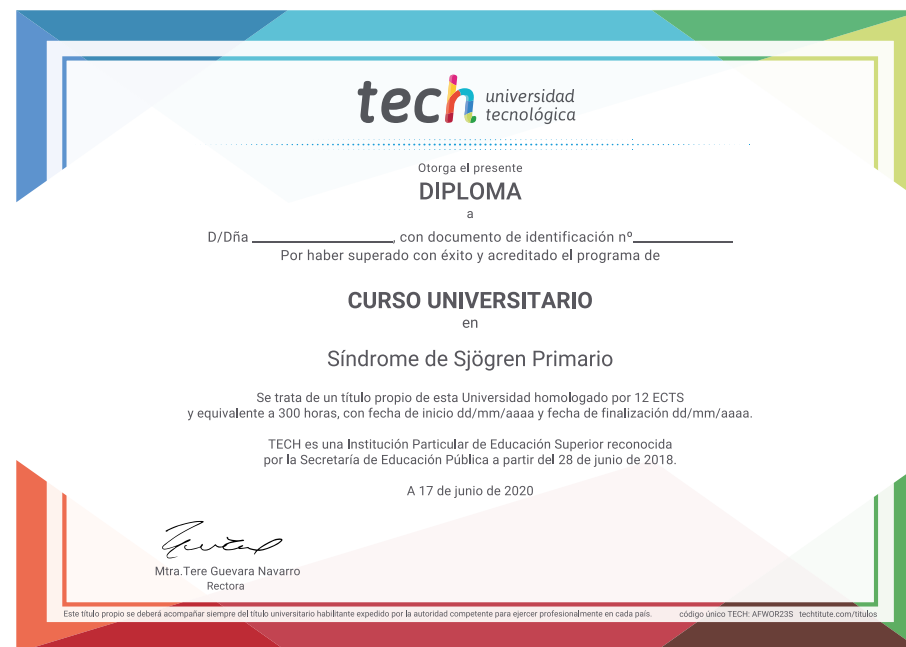 tech universidad
tecnológica
Otorga el presente
DIPLOMA
a
D/Dña ____________________, con documento de identificación nº______________
Por haber superado con éxito y acreditado el programa de
CURSO UNIVERSITARIO
en
Síndrome de Sjögren Primario
Se trata de un título propio de esta Universidad homologado por 12 ECTS
y equivalente a 300 horas, con fecha de inicio dd/mm/aaaa y fecha de finalización dd/mm/aaaa.
TECH es una Institución Particular de Educación Superior reconocida
por la Secretaría de Educación Pública a partir del 28 de junio de 2018.
A 17 de junio de 2020
Mtra.Tere Guevara Navarro
Rectora
Este título propio se deberá acompañar siempre del título universitario habilitante expedido por la autoridad competente para ejercer profesionalmente en cada país. código único TECH: AFWOR23S techtitute.com/titulos